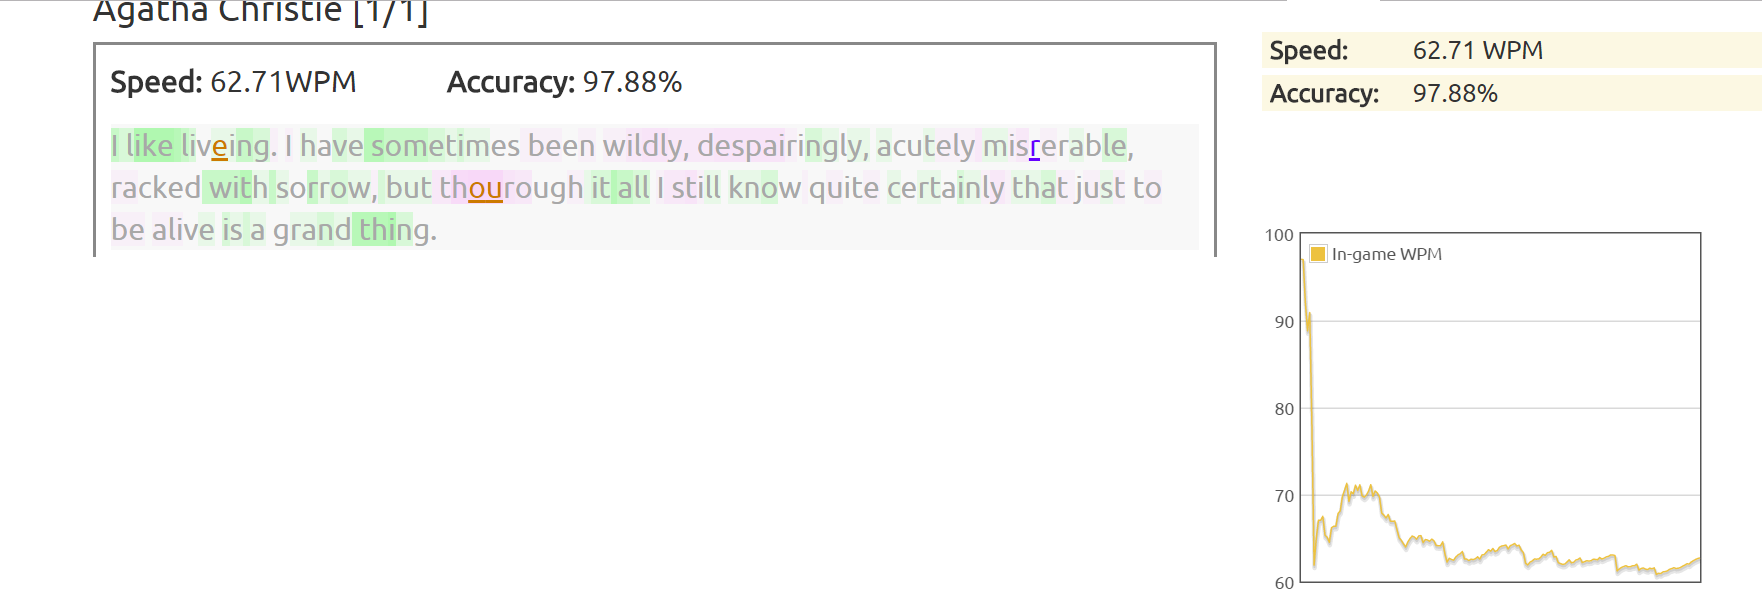 Agatha Christie [1/1]
Speed: 62.71WPM Accuracy: 97.88%
I like liveing. I have sometimes been wildly, despairingly, acutely misrerable,
racked with sorrow, but thourough it all I still know quite certainly that just to
be alive is a grand thing.
Speed: 62.71 WPM
Accuracy: 97.88%
100
In-game WPM
90
80
70
60